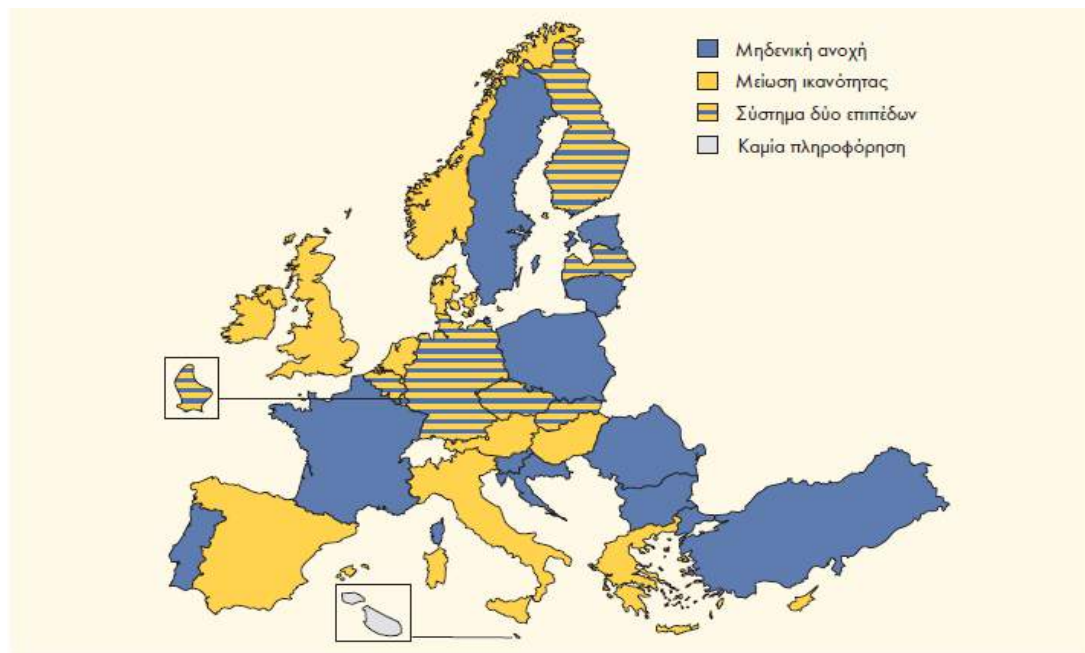 Μηδενική ανοχή
Μείωση ικανότητας
Σύστημα δύο επιπέδων
Καμία πληροφόρηση